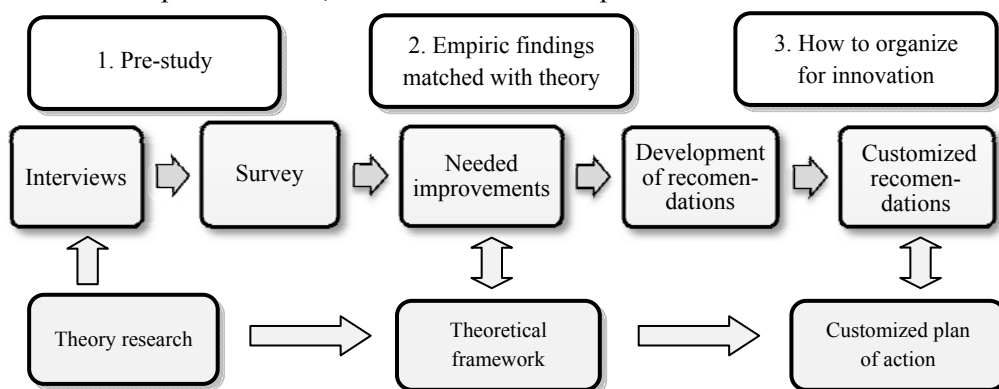 1. Pre-study
2. Empiric findings
matched with theory
3. How to organize
for innovation
Interviews
Survey
Needed
improvements
Development
of recomen-
dations
Customized
recomen-
dations
Theory research
Theoretical
framework
Customized plan
of action